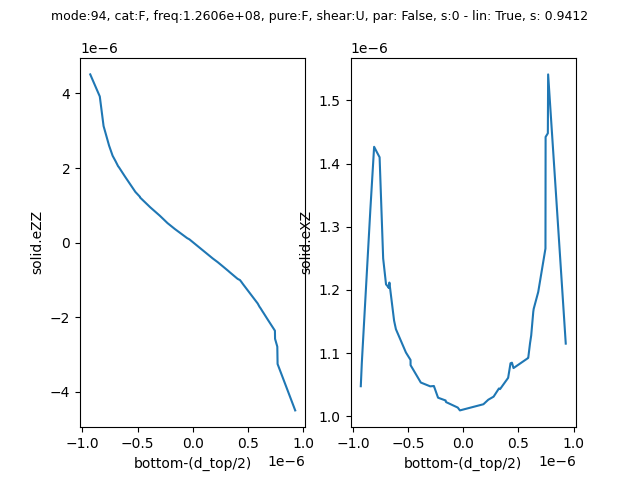 mode:94, cat:F, freq:1.2606e+08, pure:F, shear:U, par: False, s:0 - lin: True, s: 0.9412
1e−6
4
2
0
−2
−4
solid.eZZ
−1.0
−0.5
0.0
0.5
1.0
bottom-(d_top/2)
1e−6
1e−6
1.5
1.4
1.3
1.2
1.1
1.0
solid.eXZ
−1.0
−0.5
0.0
0.5
1.0
bottom-(d_top/2)
1e−6